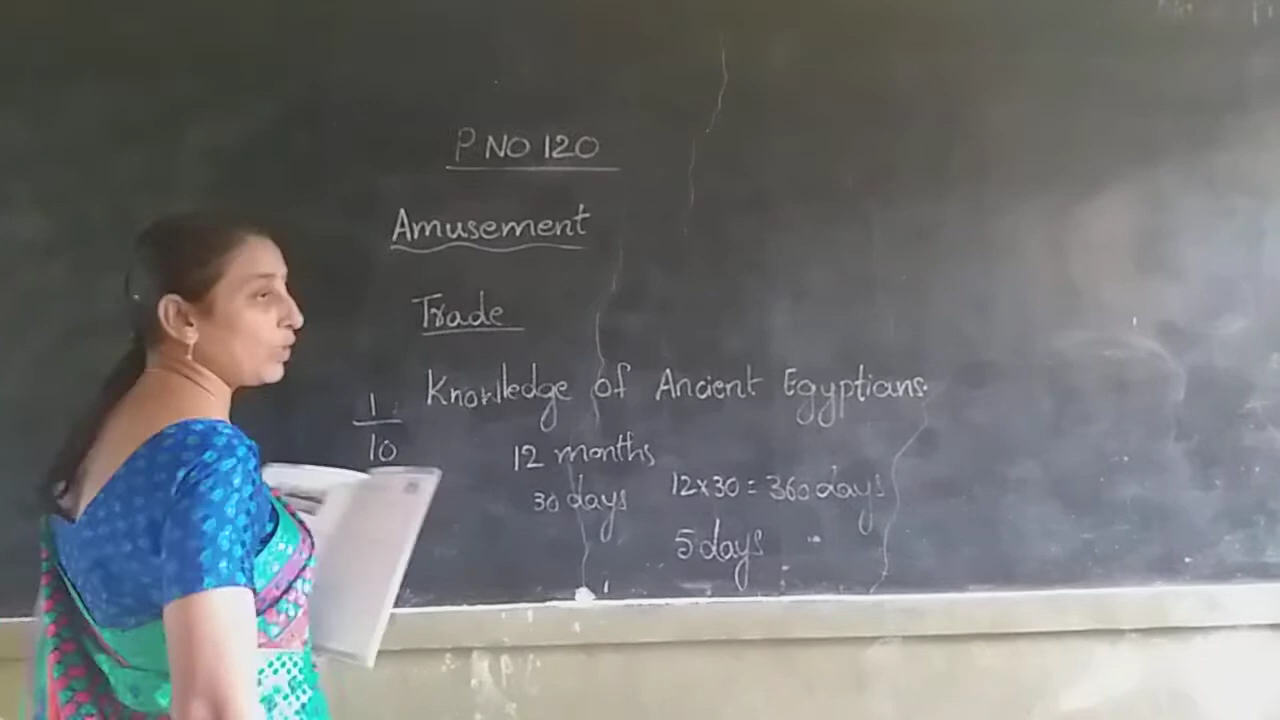 P NO 120
Amusement
Trade
Knowledge of Ancient Egyptians.
1
10
12 months
30 days 12x30 = 360 days
5 days